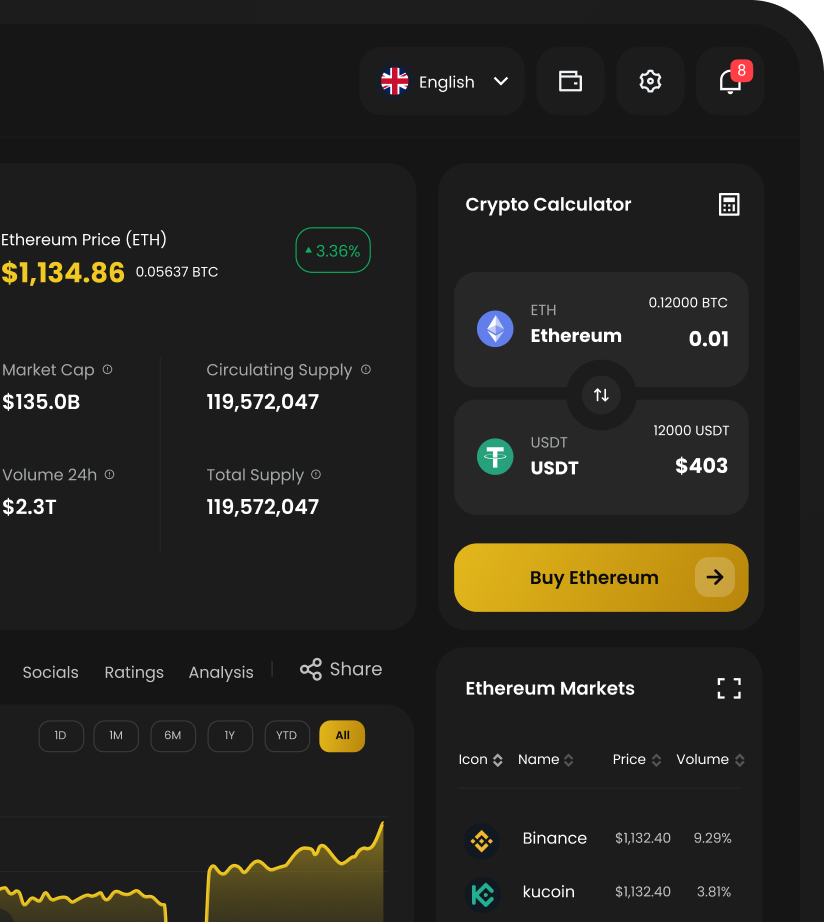 English
8
Ethereum Price (ETH)
$1,134.86 0.05637 BTC
3.36%
Market Cap
$135.0B
Circulating Supply
119,572,047
Volume 24h
$2.3T
Total Supply
119,572,047
Crypto Calculator
ETH
Ethereum
0.12000 BTC
0.01
USDT
USDT
12000 USDT
$403
Buy Ethereum
Socials Ratings Analysis Share
1D 1M 6M 1Y YTD All
Ethereum Markets
Icon Name Price Volume
Binance $1,132.40 9.29%
kucoin $1,132.40 3.81%